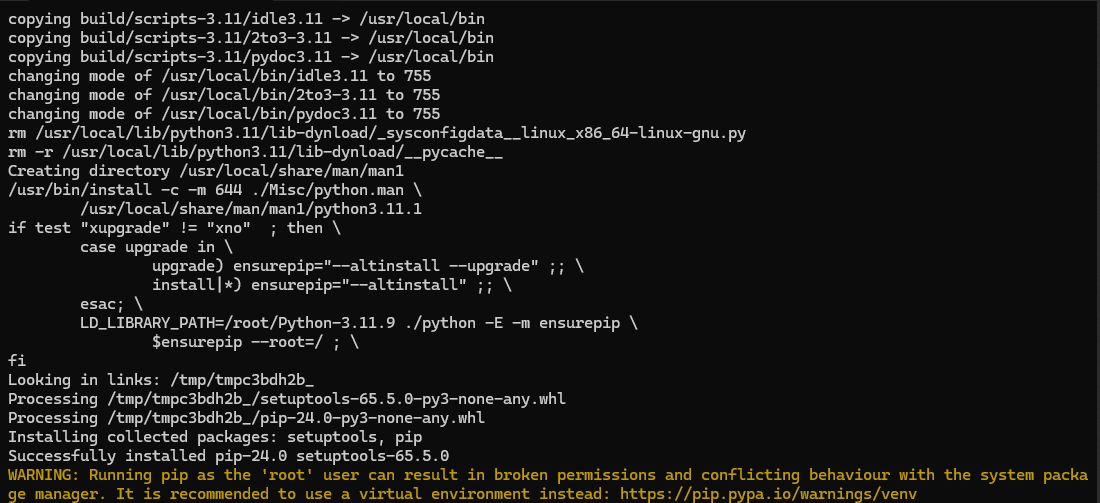 copying build/scripts-3.11/idle3.11 -> /usr/local/bin
copying build/scripts-3.11/2to3-3.11 -> /usr/local/bin
copying build/scripts-3.11/pydoc3.11 -> /usr/local/bin
changing mode of /usr/local/bin/idle3.11 to 755
changing mode of /usr/local/bin/2to3-3.11 to 755
changing mode of /usr/local/bin/pydoc3.11 to 755
rm /usr/local/lib/python3.11/lib-dynload/_sysconfigdata__linux_x86_64-linux-gnu.py
rm -r /usr/local/lib/python3.11/lib-dynload/__pycache__
Creating directory /usr/local/share/man/man1
/usr/bin/install -c -m 644 ./Misc/python.man \
        /usr/local/share/man/man1/python3.11.1
if test "xupgrade" != "xno"  ; then \
        case upgrade in \
                upgrade) ensurepip="--altinstall --upgrade" ;; \
                install|*) ensurepip="--altinstall" ;; \
        esac; \
        LD_LIBRARY_PATH=/root/Python-3.11.9 ./python -E -m ensurepip \
                $ensurepip --root=/ ; \
fi
Looking in links: /tmp/tmpc3bdh2b_
Processing /tmp/tmpc3bdh2b_/setuptools-65.5.0-py3-none-any.whl
Processing /tmp/tmpc3bdh2b_/pip-24.0-py3-none-any.whl
Installing collected packages: setuptools, pip
Successfully installed pip-24.0 setuptools-65.5.0
WARNING: Running pip as the 'root' user can result in broken permissions and conflicting behaviour with the system packa
ge manager. It is recommended to use a virtual environment instead: https://pip.pypa.io/warnings/venv